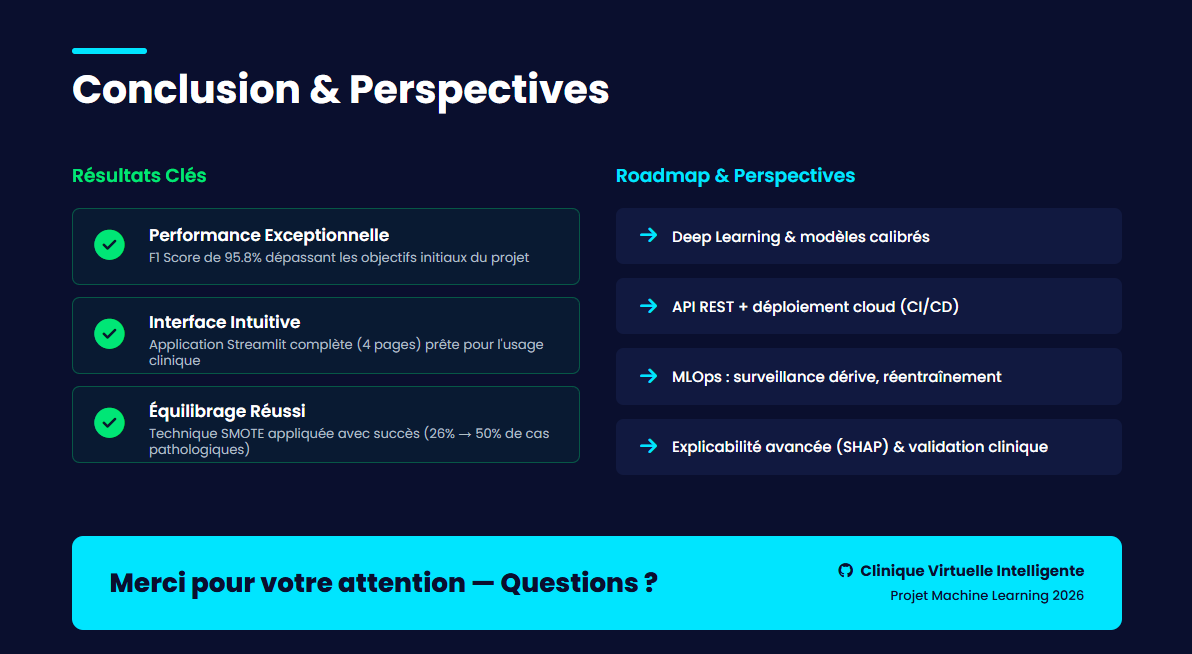 Conclusion & Perspectives
Résultats Clés
Performance Exceptionnelle
F1 Score de 95.8% dépassant les objectifs initiaux du projet
Interface Intuitive
Application Streamlit complète (4 pages) prête pour l'usage
clinique
Équilibrage Réussi
Technique SMOTE appliquée avec succès (26% → 50% de cas
pathologiques)
Roadmap & Perspectives
Deep Learning & modèles calibrés
API REST + déploiement cloud (CI/CD)
MLOps : surveillance dérive, réentraînement
Explicabilité avancée (SHAP) & validation clinique
Merci pour votre attention — Questions ?
Clinique Virtuelle Intelligente
Projet Machine Learning 2026